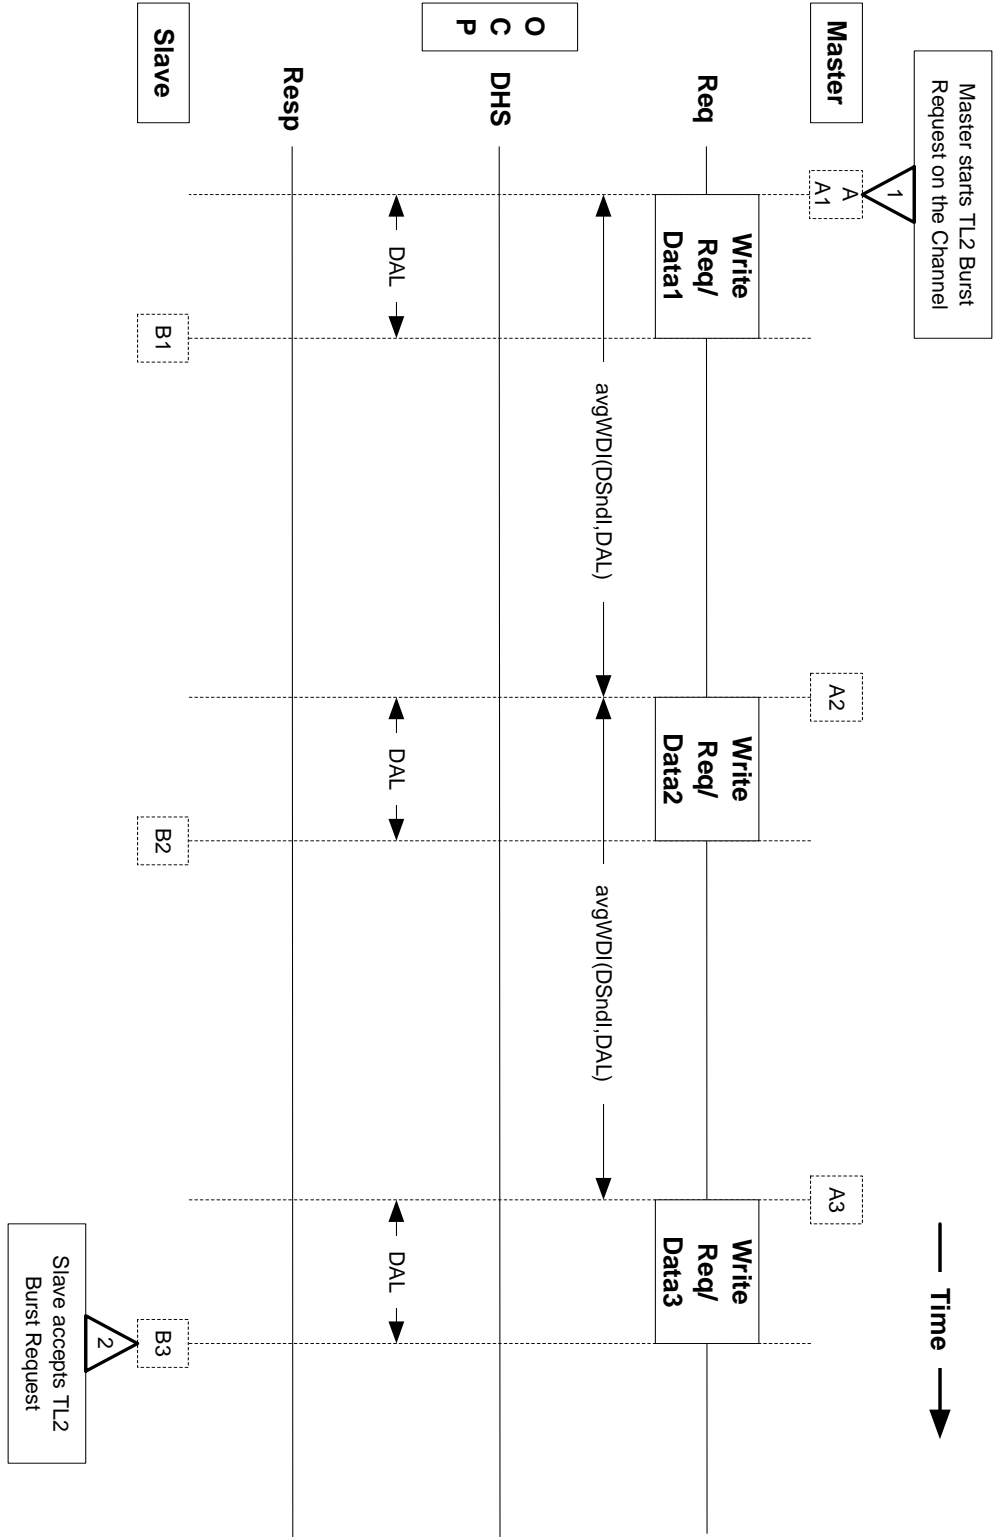 Master starts TL2 Burst
Request on the Channel
1
Time
Master
A
A1
A2
A3
Req
Write
Req/
Data1
Write
Req/
Data2
Write
Req/
Data3
avgWDI(DSndI,DAL)
avgWDI(DSndI,DAL)
O
C
P
DHS
DAL
DAL
DAL
Resp
Slave
B1
B2
B3
2
Slave accepts TL2
Burst Request